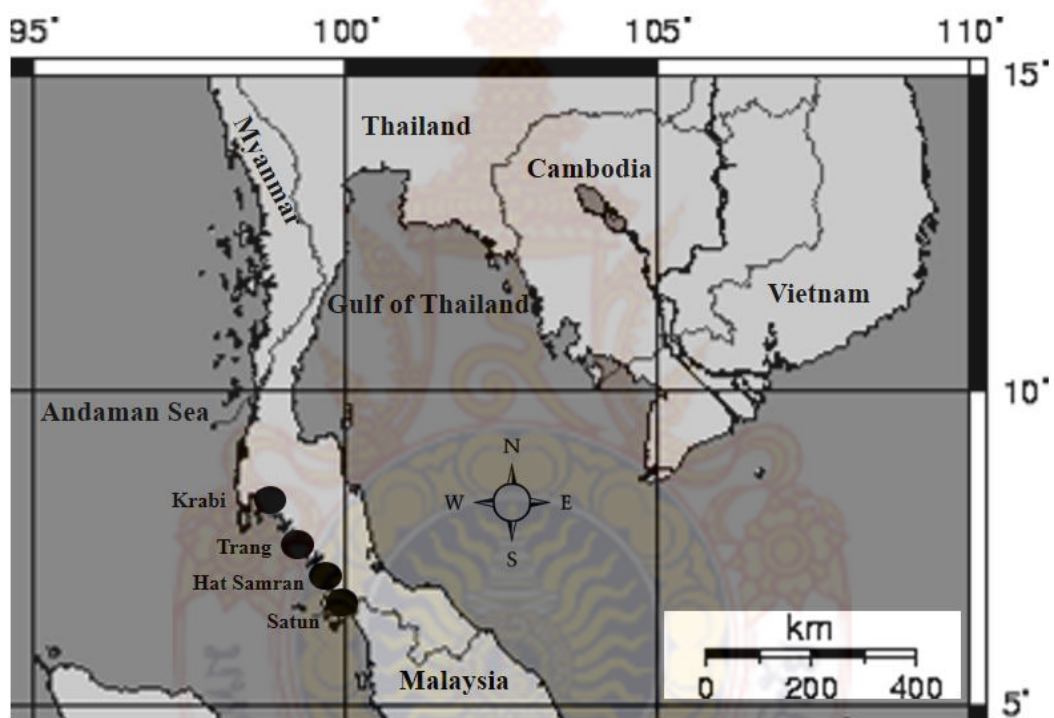 95° 100° 105° 110°
15°
Thailand
Myanmar
Cambodia
Vietnam
Gulf of Thailand
10°
Andaman Sea
N
Krabi
W E
Trang
S
Hat Samran
Satun
km
Malaysia
0 200 400
5°